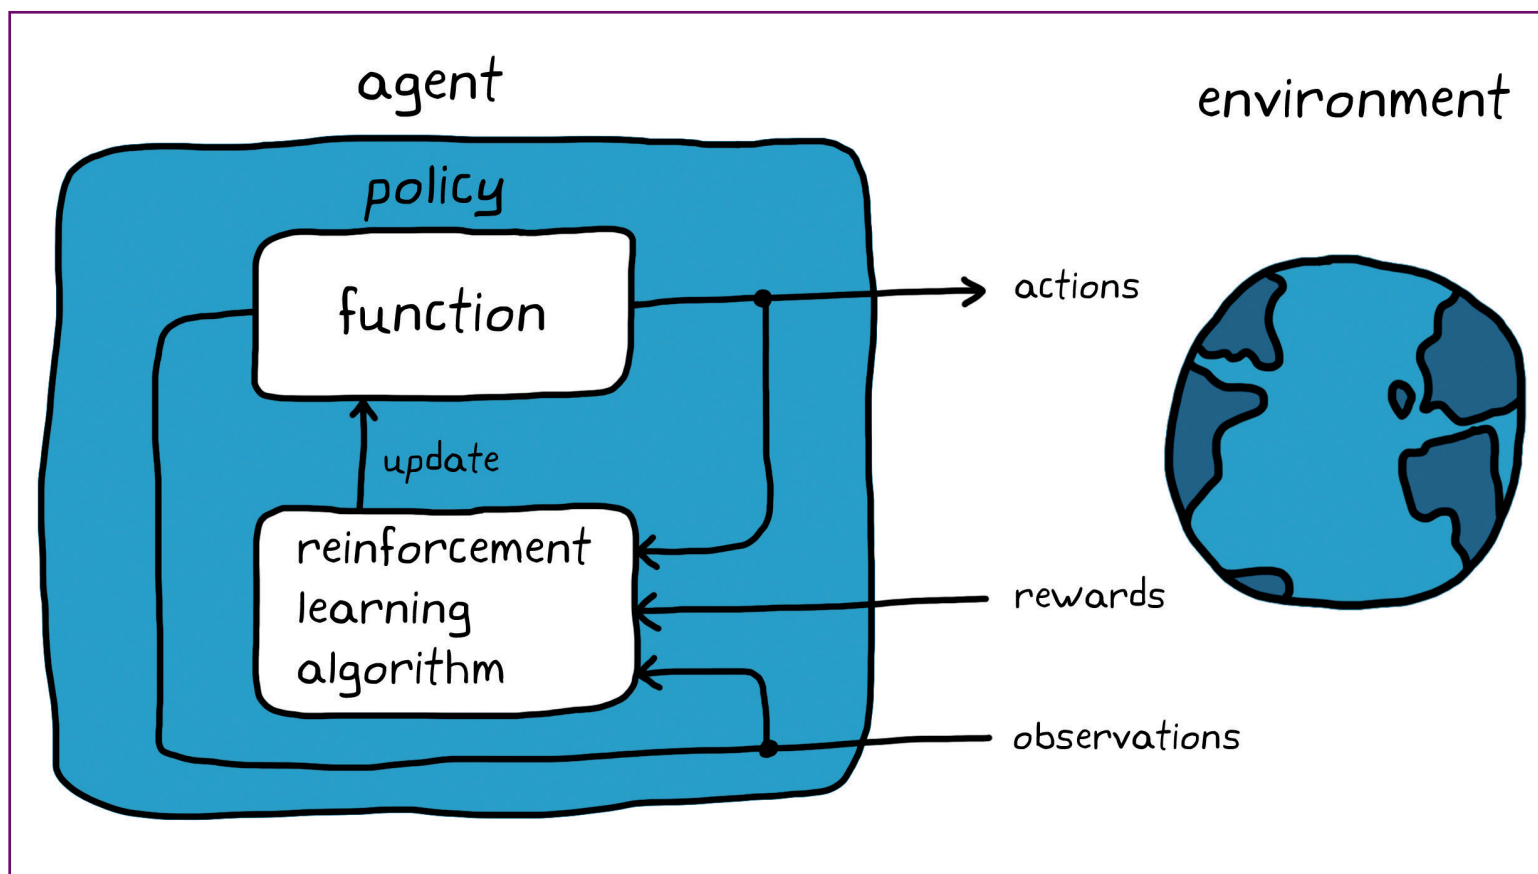 agent
environment
policy
function
actions
update
reinforcement
learning
algorithm
rewards
observations